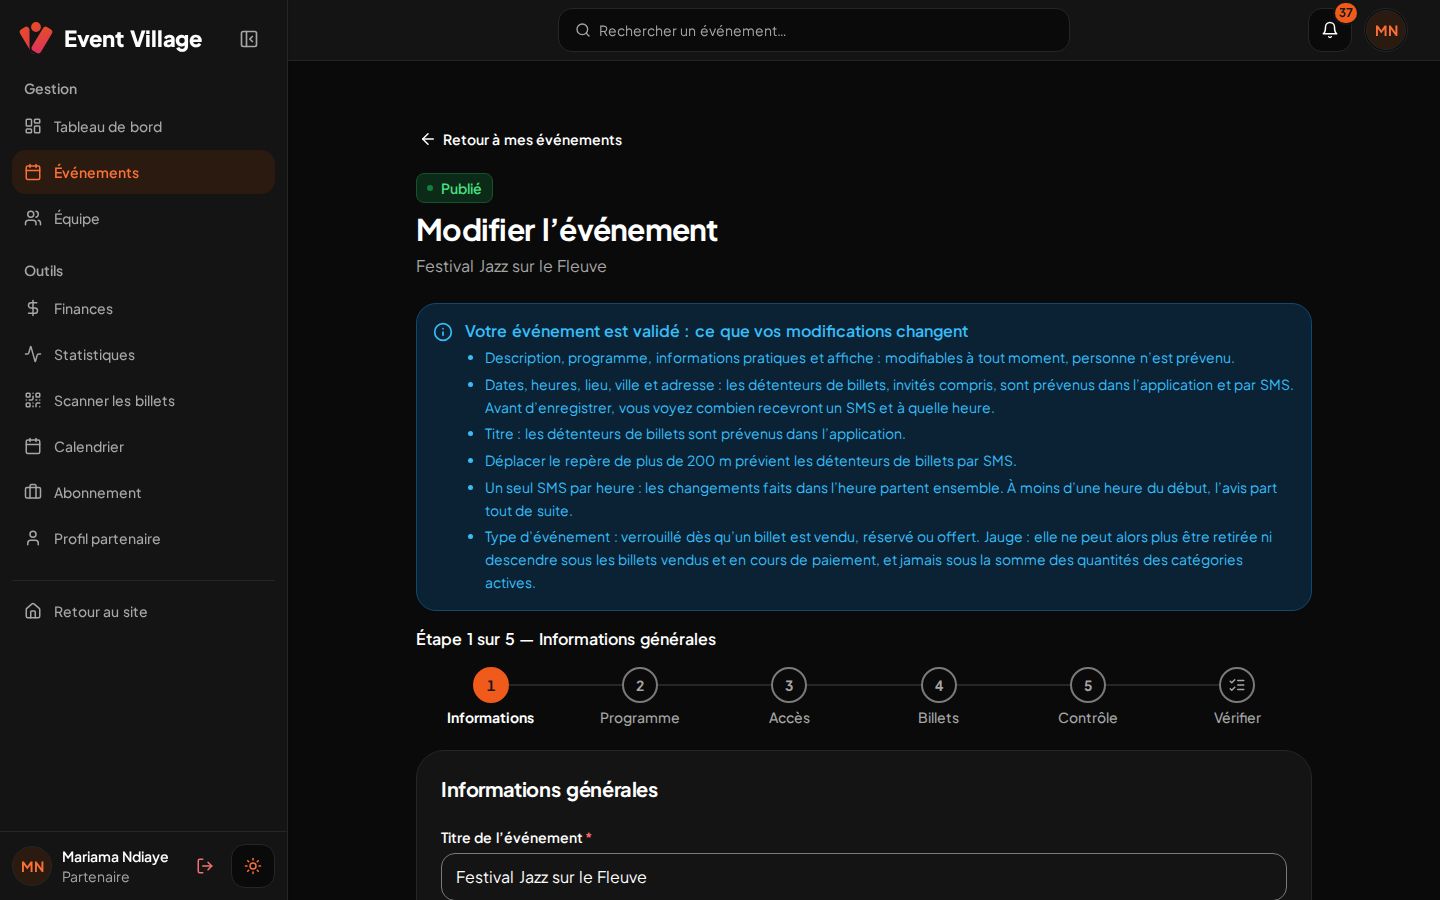 Event Village
Rechercher un événement...
37
MN
Gestion
Tableau de bord
Événements
Équipe
Outils
Finances
Statistiques
Scanner les billets
Calendrier
Abonnement
Profil partenaire
Retour au site
MN
Mariama Ndiaye
Partenaire
Retour à mes événements
Publié
Modifier l’événement
Festival Jazz sur le Fleuve
Votre événement est validé : ce que vos modifications changent
Description, programme, informations pratiques et affiche : modifiables à tout moment, personne n’est prévenu.
Dates, heures, lieu, ville et adresse : les détenteurs de billets, invités compris, sont prévenus dans l’application et par SMS.
Avant d’enregistrer, vous voyez combien recevront un SMS et à quelle heure.
Titre : les détenteurs de billets sont prévenus dans l’application.
Déplacer le repère de plus de 200 m prévient les détenteurs de billets par SMS.
Un seul SMS par heure : les changements faits dans l’heure partent ensemble. À moins d’une heure du début, l’avis part
tout de suite.
Type d’événement : verrouillé dès qu’un billet est vendu, réservé ou offert. Jauge : elle ne peut alors plus être retirée ni
descendre sous les billets vendus et en cours de paiement, et jamais sous la somme des quantités des catégories
actives.
Étape 1 sur 5 — Informations générales
1
2
3
4
5
Informations
Programme
Accès
Billets
Contrôle
Vérifier
Informations générales
Titre de l’événement *
Festival Jazz sur le Fleuve